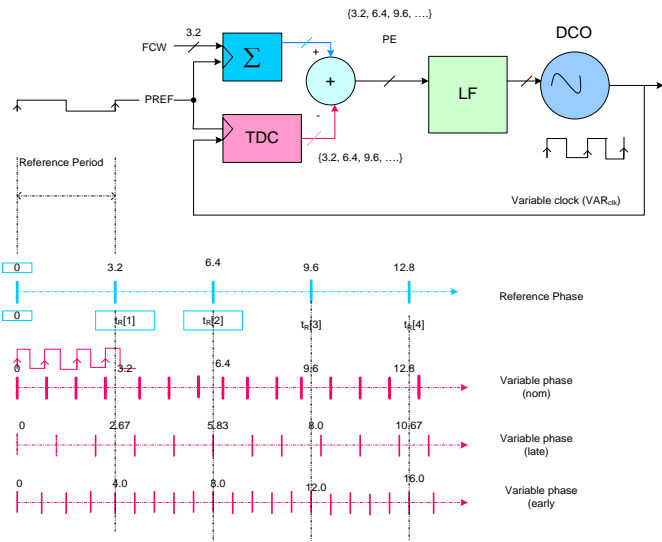 {3.2, 6.4, 9.6, ....}
DCO
3.2
PE
FCW
Σ
+
+
LF
PREF
-
TDC
{3.2, 6.4, 9.6, ....}
Reference Period
Variable clock (VARclk)
0
3.2
6.4
9.6
12.8
Reference Phase
0
tR[1]
tR[2]
tR[3]
tR[4]
0
3.2
6.4
9.6
12.8
Variable phase
(nom)
0
2.67
5.83
8.0
10.67
Variable phase
(late)
0
4.0
8.0
12.0
16.0
Variable phase
(early